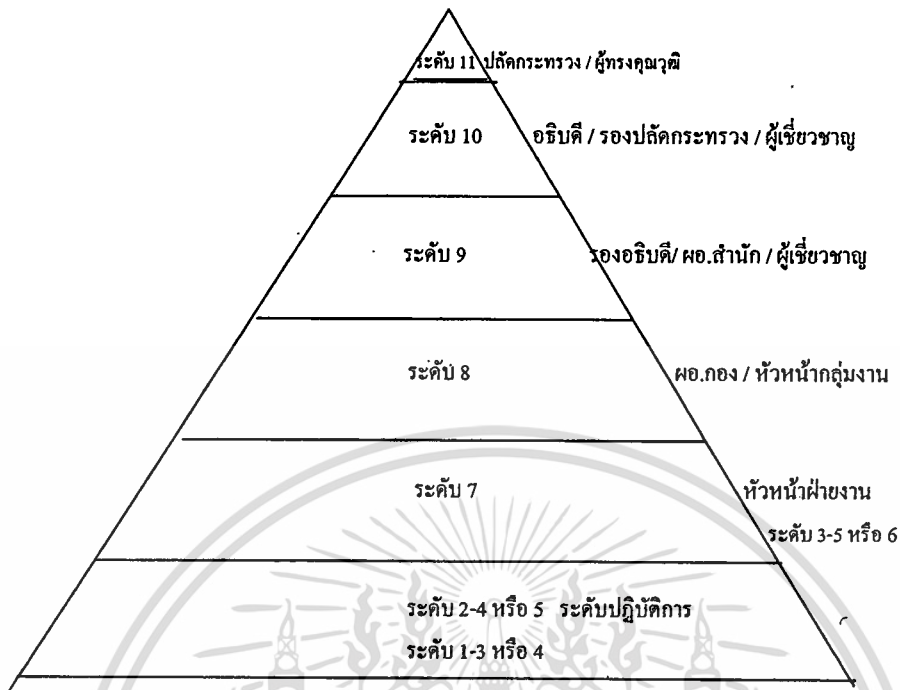 ระดับ 11 ปลัดกระทรวง / ผู้ทรงคุณวุฒิ
ระดับ 10 อธิบดี / รองปลัดกระทรวง / ผู้เชี่ยวชาญ
ระดับ 9 รองอธิบดี/ ผอ.สำนัก / ผู้เชี่ยวชาญ
ระดับ 8 ผอ.กอง / หัวหน้ากลุ่มงาน
ระดับ 7 หัวหน้าฝ่ายงาน
ระดับ 3-5 หรือ 6
ระดับ 2-4 หรือ 5 ระดับปฏิบัติการ
ระดับ 1-3 หรือ 4